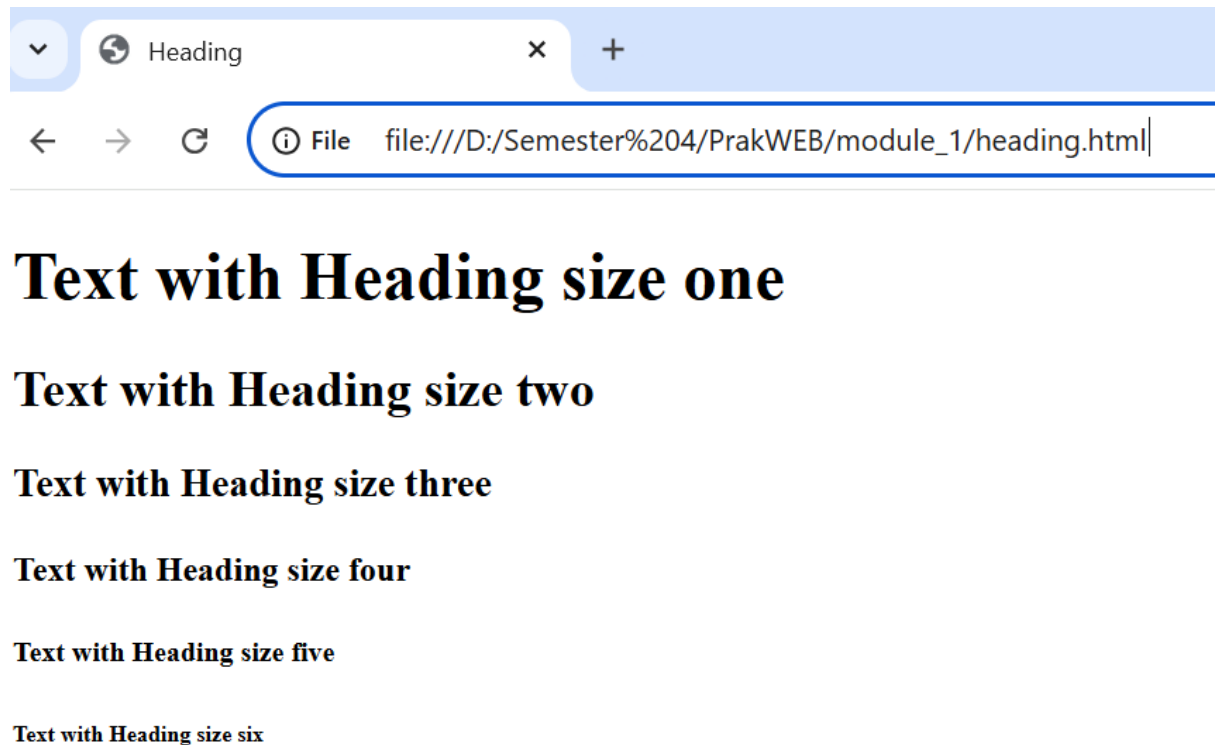 Heading
File file:///D:/Semester%204/PrakWEB/module_1/heading.html
Text with Heading size one
Text with Heading size two
Text with Heading size three
Text with Heading size four
Text with Heading size five
Text with Heading size six